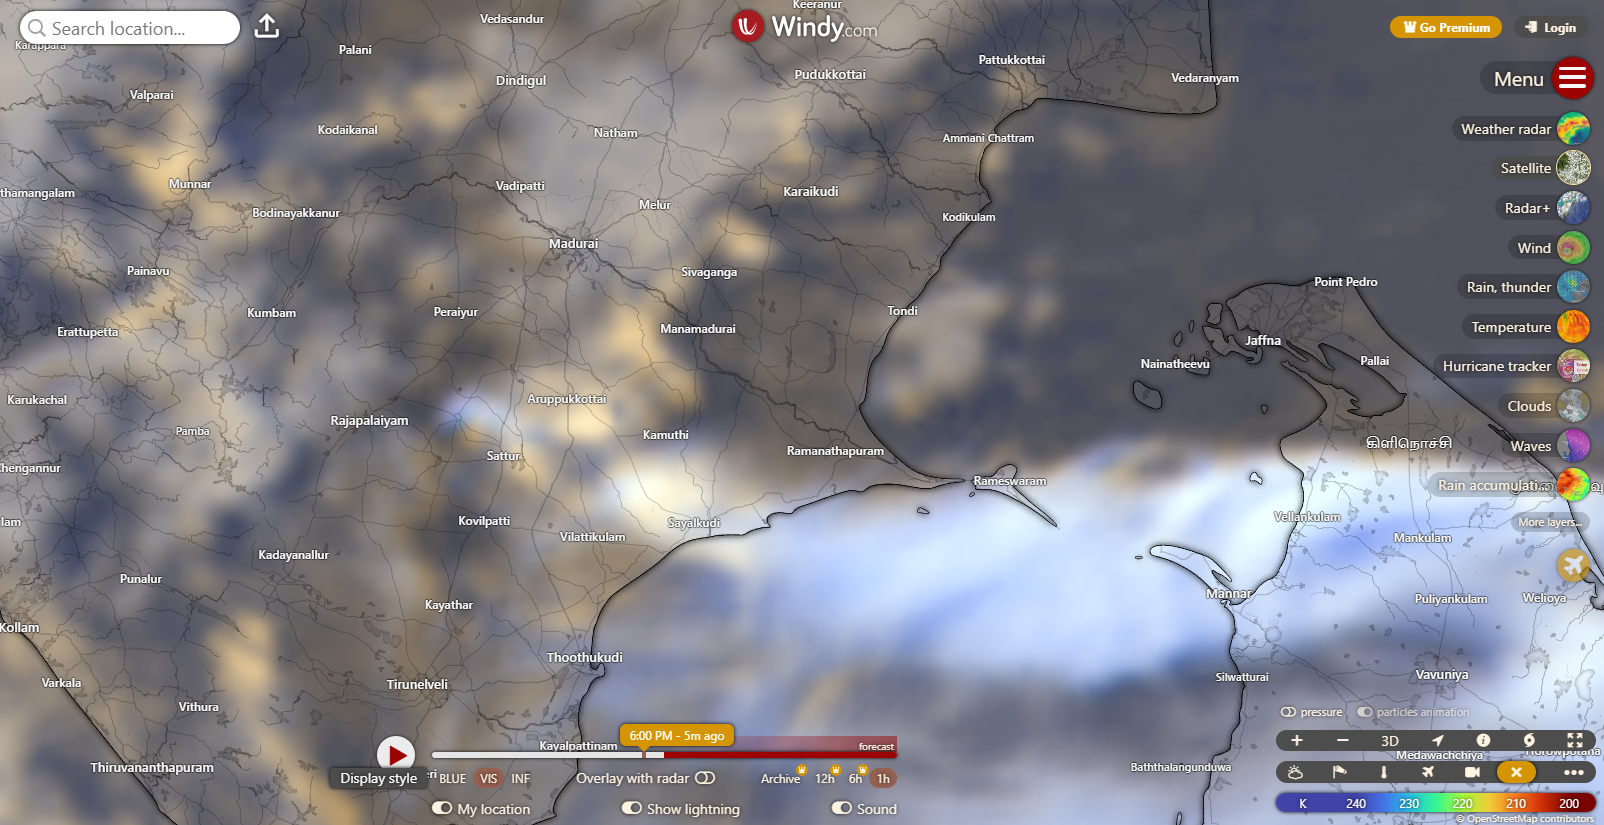 Search location...
Windy.com
Go Premium
Login
Menu
Weather radar
Satellite
Radar+
Wind
Rain, thunder
Temperature
Hurricane tracker
Clouds
Waves
Rain accumulati...
More layers...
Keeranur
Vedasandur
Karappara
Palani
Pattukkottai
Vedaranyam
Pudukkottai
Dindigul
Valparai
Kodaikanal
Natham
Ammani Chattram
Munnar
Vadipatti
Karaikudi
thamangalam
Bodinayakkanur
Melur
Kodikulam
Madurai
Painavu
Sivaganga
Point Pedro
Kumbam
Peraiyur
Tondi
Erattupetta
Manamadurai
Jaffna
Nainatheevu
Pallai
Karukachal
Aruppukkottai
Rajapalaiyam
Pamba
Kamuthi
கிளிநொச்சி
Sattur
Ramanathapuram
Chengannur
Rameswaram
lam
Kovilpatti
Sayalkudi
Vellankulam
Vilattikulam
Mankulam
Kadayanallur
Punalur
Mannar
Puliyankulam
Welioya
Kayathar
Kollam
Thoothukudi
Silwatturai
Vavuniya
Varkala
Tirunelveli
Vithura
Kayalpattinam
Thiruvananthapuram
Baththalangunduwa
Medawachchiya
Horowpotana
6:00 PM - 5m ago
forecast
Display style
BLUE VIS INF
Overlay with radar
Archive 12h 6h 1h
My location
Show lightning
Sound
pressure
particles animation
3D
K 240 230 220 210 200
© OpenStreetMap contributors